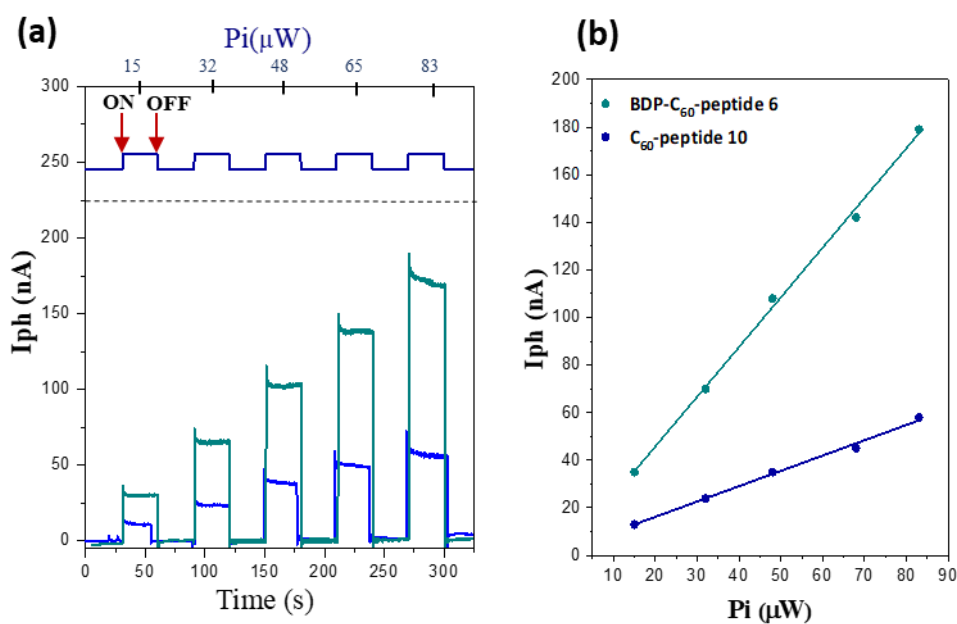 (a)
Pi(µW)
15 32 48 65 83
300
250
200
150
100
50
0
ON OFF
Iph (nA)
0 50 100 150 200 250 300
Time (s)
(b)
200
180
160
140
120
100
80
60
40
20
0
BDP-C60-peptide 6
C60-peptide 10
Iph (nA)
10 20 30 40 50 60 70 80 90
Pi (µW)